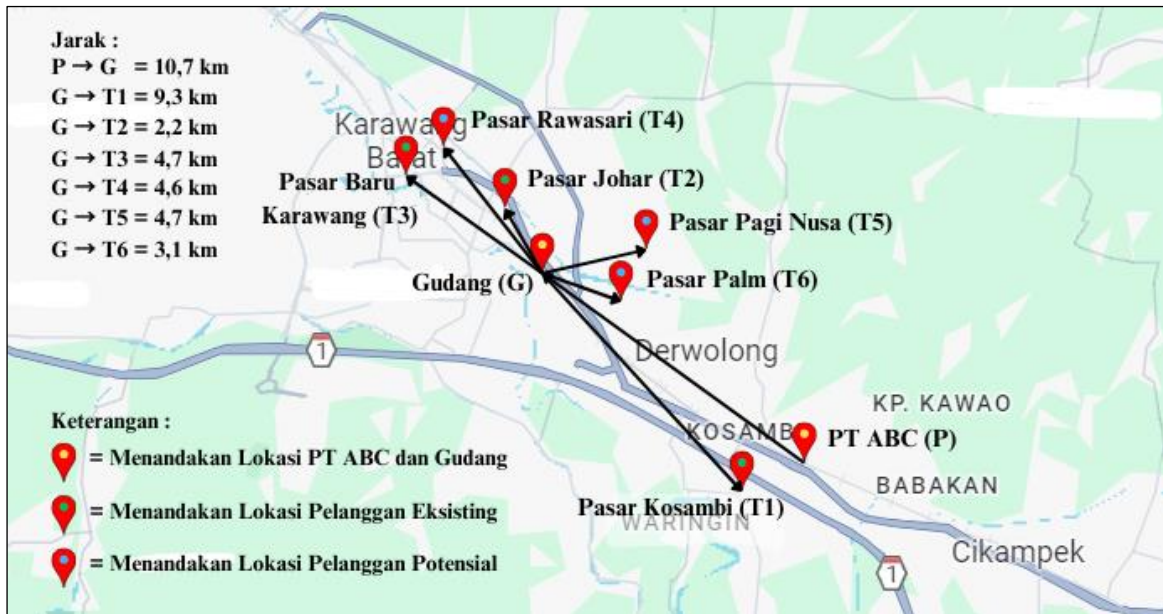 Jarak :
P → G = 10,7 km
G → T1 = 9,3 km
G → T2 = 2,2 km
G → T3 = 4,7 km
G → T4 = 4,6 km
G → T5 = 4,7 km
G → T6 = 3,1 km
Karawang
Barat
Pasar Rawasari (T4)
Pasar Baru
Karawang (T3)
Pasar Johar (T2)
Pasar Pagi Nusa (T5)
Gudang (G)
Pasar Palm (T6)
1
Derwolong
KP. KAWAO
KOSAMBI
PT ABC (P)
BABAKAN
Pasar Kosambi (T1)
WARINGIN
Cikampek
1
Keterangan :
= Menandakan Lokasi PT ABC dan Gudang
= Menandakan Lokasi Pelanggan Eksisting
= Menandakan Lokasi Pelanggan Potensial